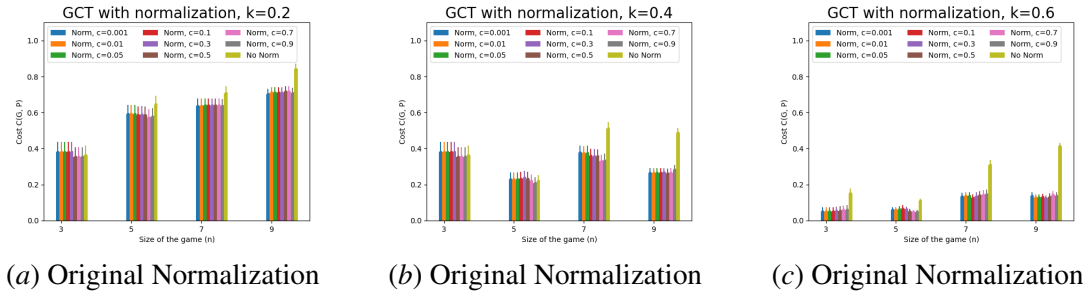 GCT with normalization, k=0.2
Norm, c=0.001 Norm, c=0.1 Norm, c=0.7
Norm, c=0.01 Norm, c=0.3 Norm, c=0.9
Norm, c=0.05 Norm, c=0.5 No Norm
1.0
0.8
0.6
0.4
0.2
0.0
Cost C(G, P)
3 5 7 9
Size of the game (n)
(a) Original Normalization
GCT with normalization, k=0.4
Norm, c=0.001 Norm, c=0.1 Norm, c=0.7
Norm, c=0.01 Norm, c=0.3 Norm, c=0.9
Norm, c=0.05 Norm, c=0.5 No Norm
1.0
0.8
0.6
0.4
0.2
0.0
Cost C(G, P)
3 5 7 9
Size of the game (n)
(b) Original Normalization
GCT with normalization, k=0.6
Norm, c=0.001 Norm, c=0.1 Norm, c=0.7
Norm, c=0.01 Norm, c=0.3 Norm, c=0.9
Norm, c=0.05 Norm, c=0.5 No Norm
1.0
0.8
0.6
0.4
0.2
0.0
Cost C(G, P)
3 5 7 9
Size of the game (n)
(c) Original Normalization